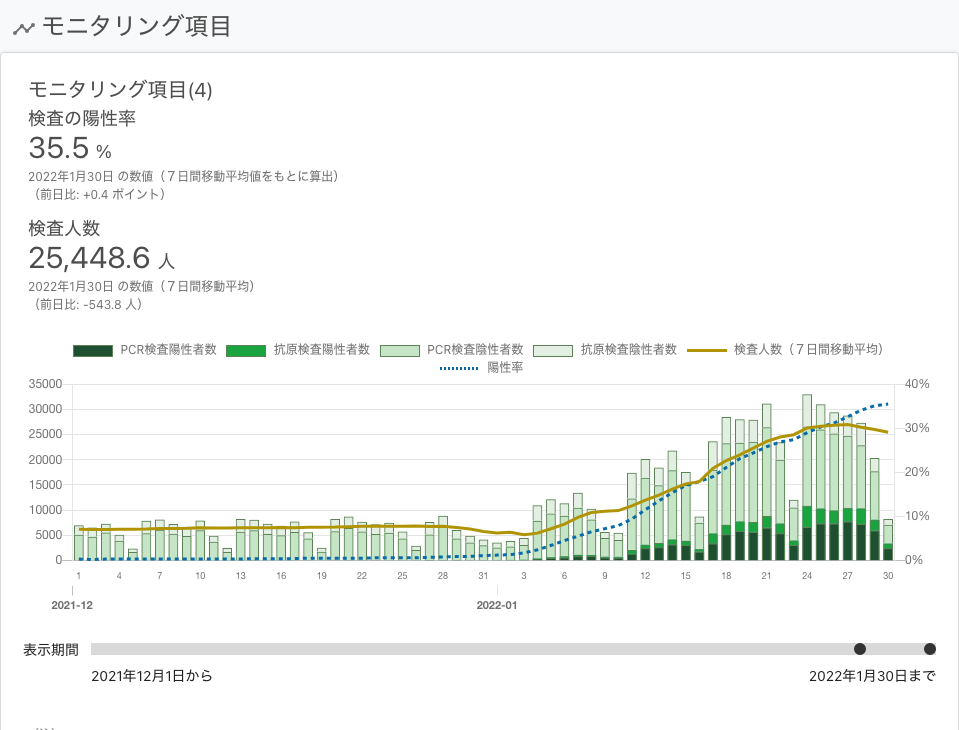 モニタリング項目
モニタリング項目(4)
検査の陽性率
35.5 %
2022年1月30日 の数値（７日間移動平均値をもとに算出）
（前日比: +0.4 ポイント）
検査人数
25,448.6 人
2022年1月30日 の数値（７日間移動平均）
（前日比: -543.8 人）
PCR検査陽性者数 抗原検査陽性者数 PCR検査陰性者数 抗原検査陰性者数 検査人数（７日間移動平均）
陽性率
35000 40%
30000
25000 30%
20000
15000 20%
10000 10%
5000
0 0%
1 4 7 10 13 16 19 22 25 28 31 3 6 9 12 15 18 21 24 27 30
2021-12 2022-01
表示期間
2021年12月1日から 2022年1月30日まで